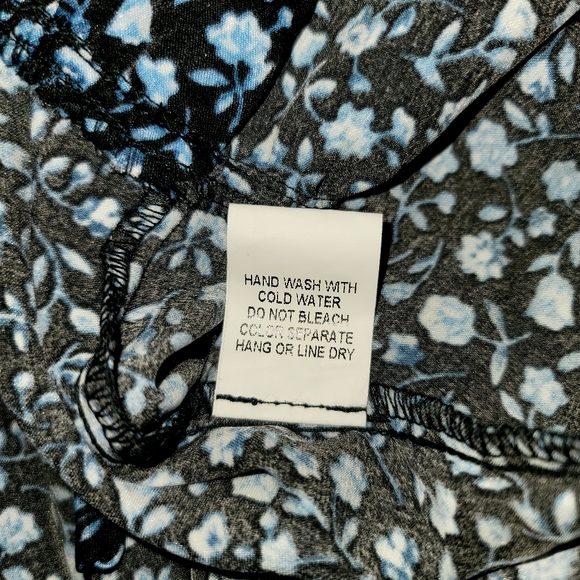 HAND WASH WITH
COLD WATER
DO NOT BLEACH
COLOR SEPARATE
HANG OR LINE DRY